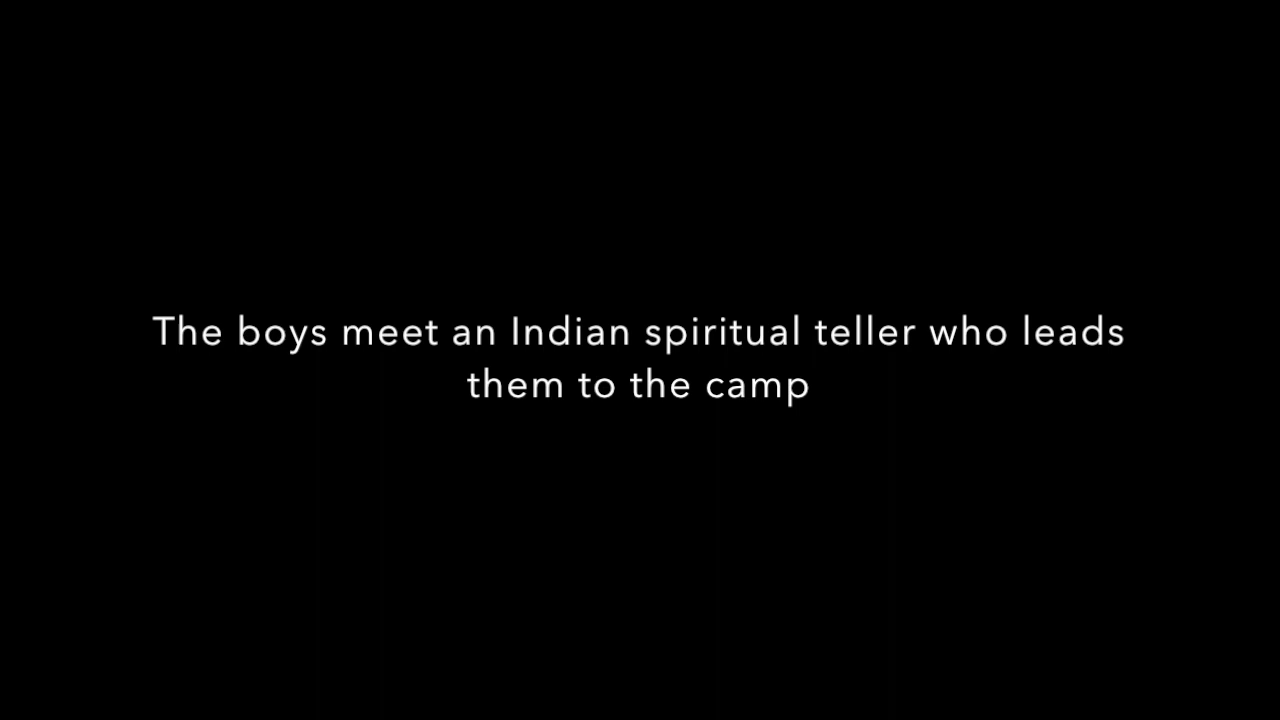 The boys meet an Indian spiritual teller who leads
them to the camp